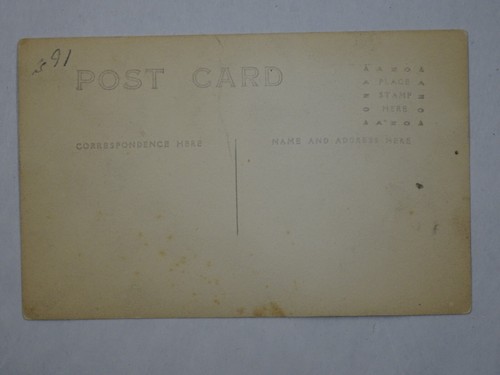 391
POST CARD
PLACE
STAMP
HERE
CORRESPONDENCE HERE
NAME AND ADDRESS HERE